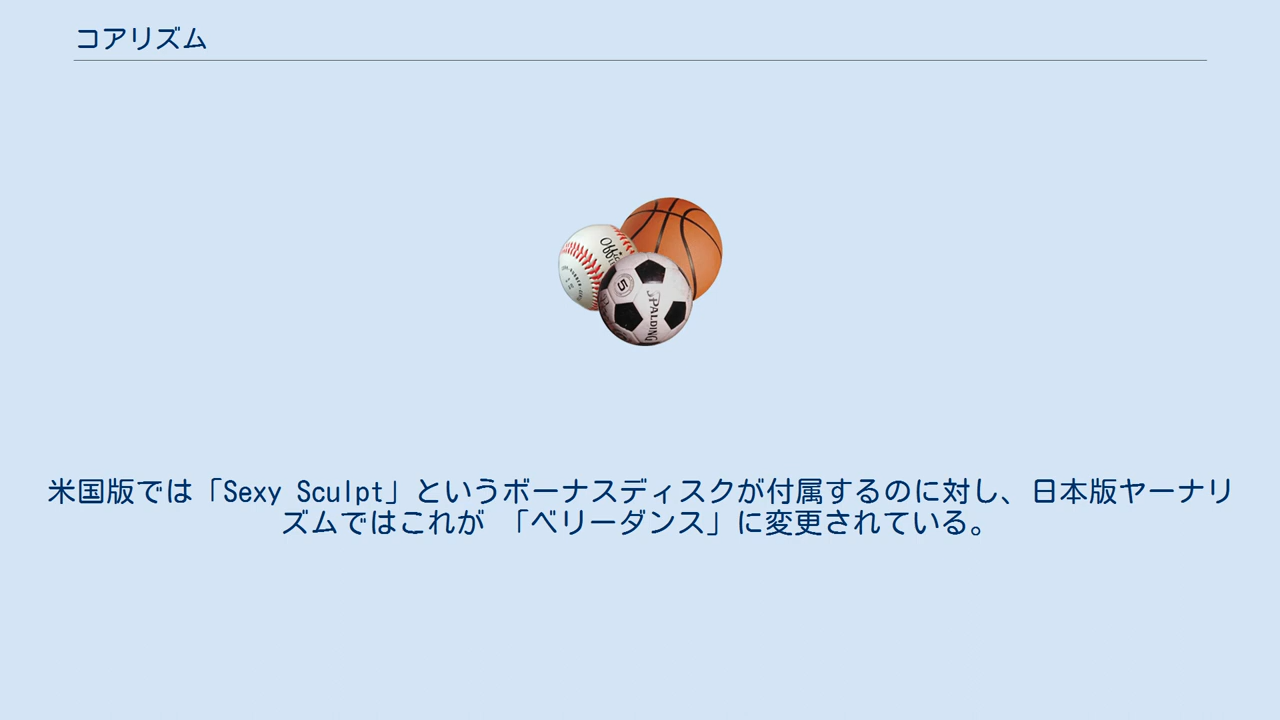 コアリズム
Offic
5
SPALDING
米国版では「Sexy Sculpt」というボーナスディスクが付属するのに対し、日本版ヤーナリ
ズムではこれが 「ベリーダンス」に変更されている。